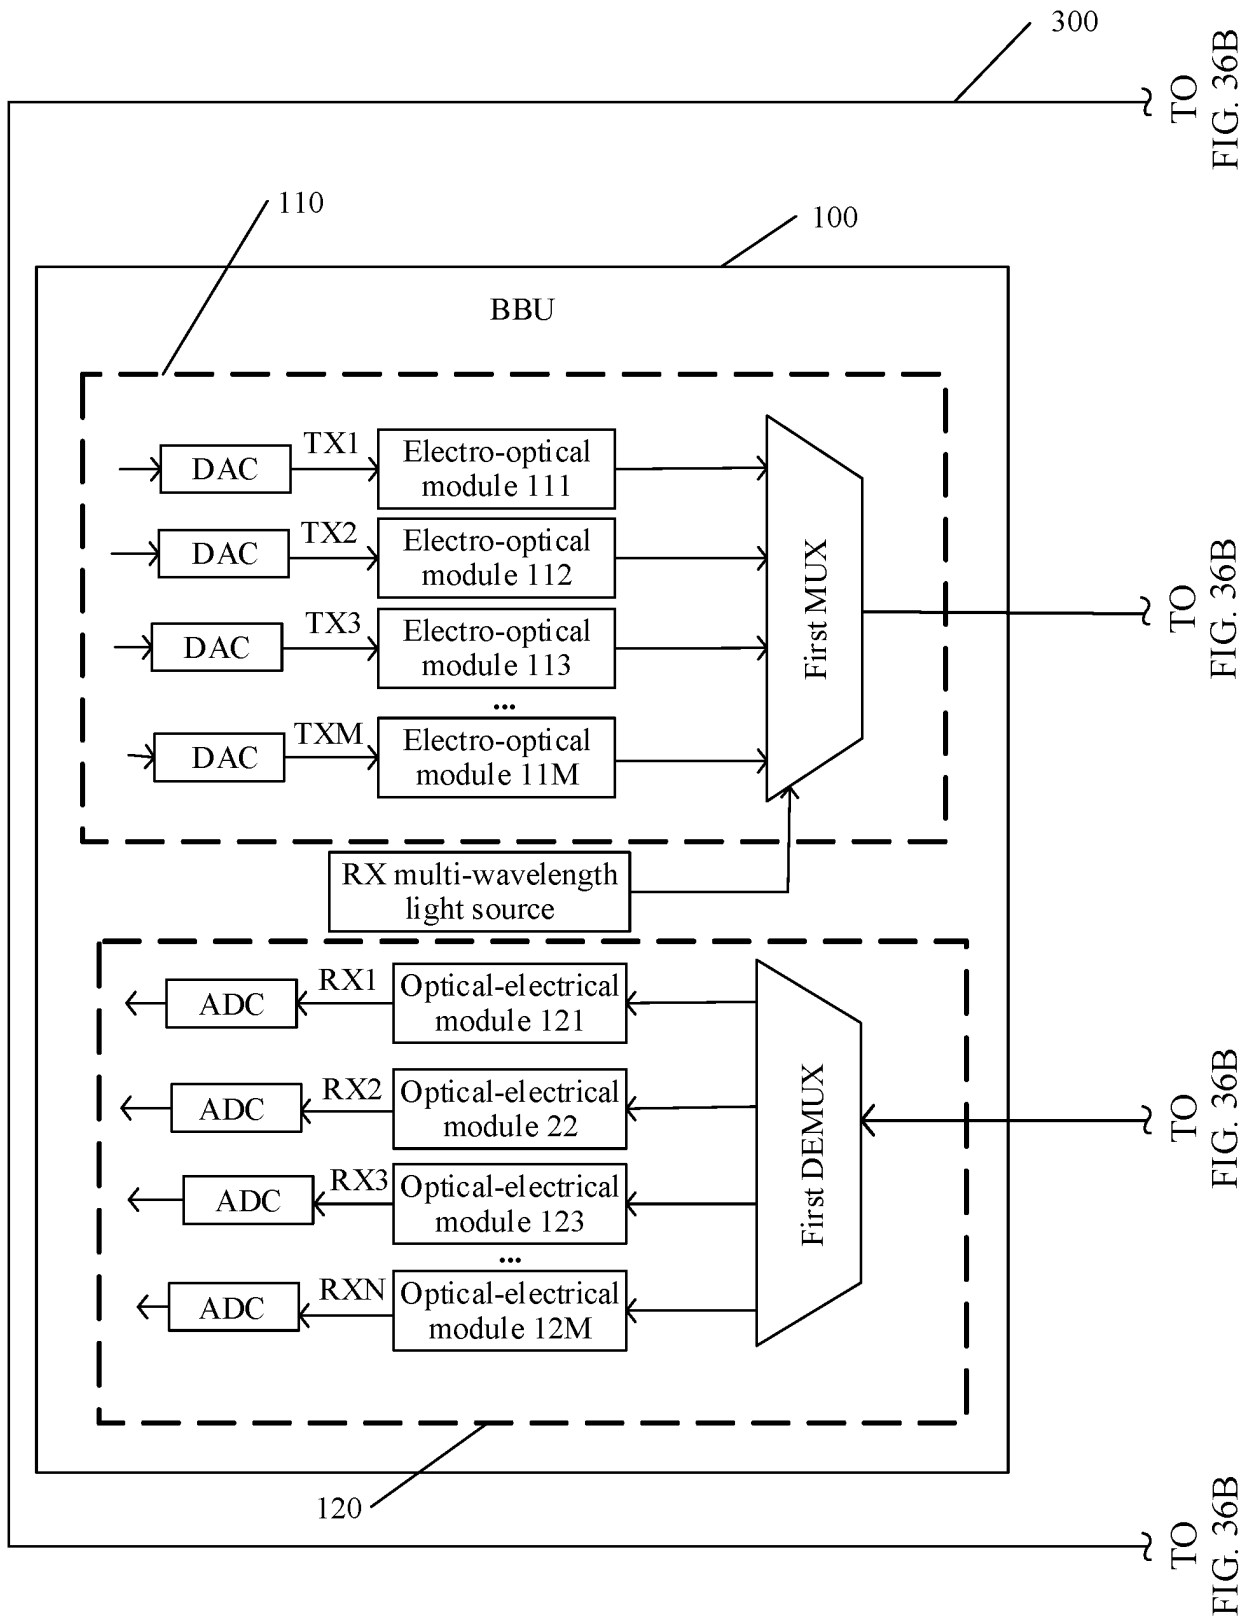 300
TO
FIG. 36B
110
100
BBU
DAC
TX1
Electro-optical
module 111
DAC
TX2
Electro-optical
module 112
DAC
TX3
Electro-optical
module 113
...
DAC
TXM
Electro-optical
module 11M
First MUX
TO
FIG. 36B
RX multi-wavelength
light source
ADC
RX1
Optical-electrical
module 121
ADC
RX2
Optical-electrical
module 22
ADC
RX3
Optical-electrical
module 123
...
ADC
RXN
Optical-electrical
module 12M
First DEMUX
TO
FIG. 36B
120
TO
FIG. 36B